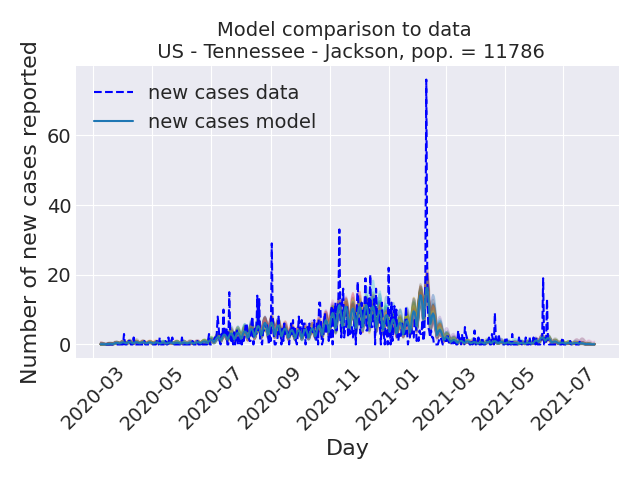 Model comparison to data
US - Tennessee - Jackson, pop. = 11786
Number of new cases reported
new cases data
new cases model
60
40
20
0
2020-03
2020-05
2020-07
2020-09
2020-11
2021-01
2021-03
2021-05
2021-07
Day